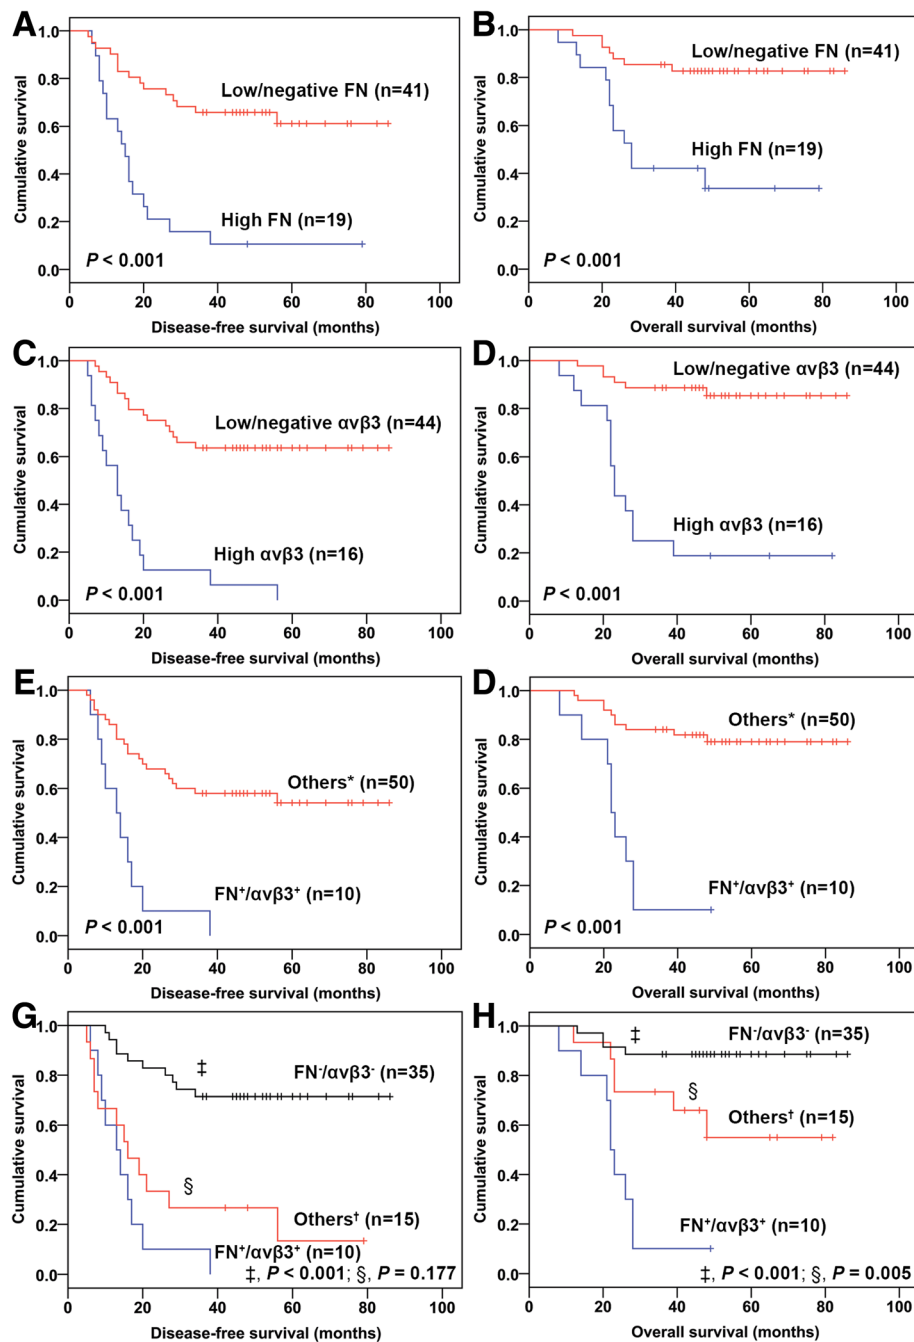 A
1.0
0.8
0.6
0.4
0.2
0.0
Cumulative survival
Low/negative FN (n=41)
High FN (n=19)
P < 0.001
0 20 40 60 80 100
Disease-free survival (months)
B
1.0
0.8
0.6
0.4
0.2
0.0
Cumulative survival
Low/negative FN (n=41)
High FN (n=19)
P < 0.001
0 20 40 60 80 100
Overall survival (months)
C
1.0
0.8
0.6
0.4
0.2
0.0
Cumulative survival
Low/negative αvβ3 (n=44)
High αvβ3 (n=16)
P < 0.001
0 20 40 60 80 100
Disease-free survival (months)
D
1.0
0.8
0.6
0.4
0.2
0.0
Cumulative survival
Low/negative αvβ3 (n=44)
High αvβ3 (n=16)
P < 0.001
0 20 40 60 80 100
Overall survival (months)
E
1.0
0.8
0.6
0.4
0.2
0.0
Cumulative survival
Others* (n=50)
FN⁺/αvβ3⁺ (n=10)
P < 0.001
0 20 40 60 80 100
Disease-free survival (months)
D
1.0
0.8
0.6
0.4
0.2
0.0
Cumulative survival
Others* (n=50)
FN⁺/αvβ3⁺ (n=10)
P < 0.001
0 20 40 60 80 100
Overall survival (months)
G
1.0
0.8
0.6
0.4
0.2
0.0
Cumulative survival
‡
FN⁻/αvβ3⁻ (n=35)
§
Others† (n=15)
FN⁺/αvβ3⁺ (n=10)
‡, P < 0.001; §, P = 0.177
0 20 40 60 80 100
Disease-free survival (months)
H
1.0
0.8
0.6
0.4
0.2
0.0
Cumulative survival
‡
FN⁻/αvβ3⁻ (n=35)
§
Others† (n=15)
FN⁺/αvβ3⁺ (n=10)
‡, P < 0.001; §, P = 0.005
0 20 40 60 80 100
Overall survival (months)